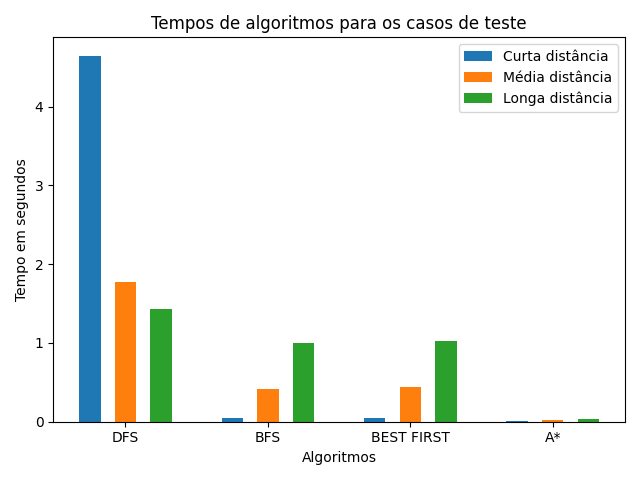 Tempos de algoritmos para os casos de teste
Curta distância
Média distância
Longa distância
Tempo em segundos
4
3
2
1
0
DFS BFS BEST FIRST A*
Algoritmos